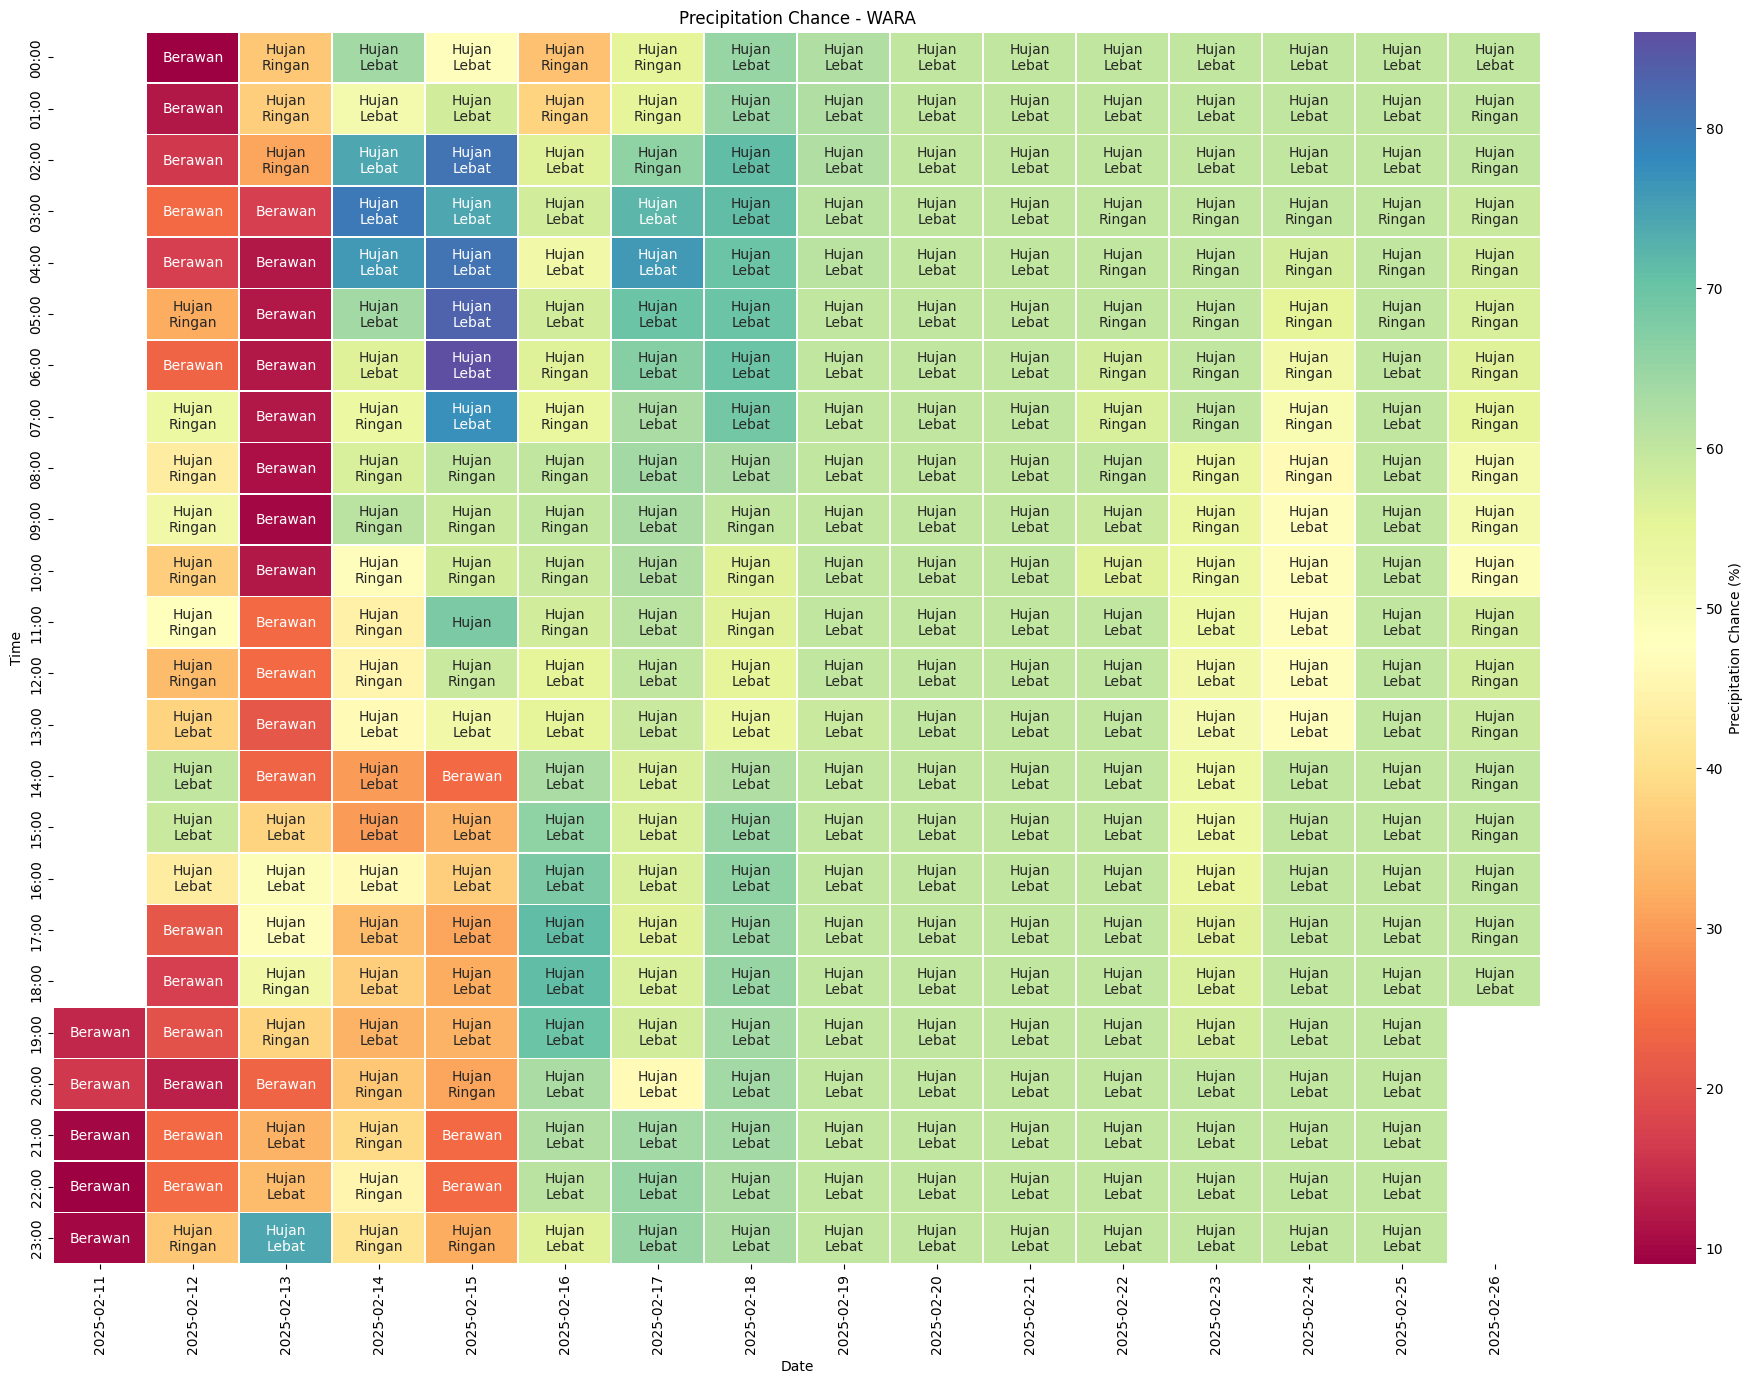 Precipitation Chance - WARA
00:00 Berawan Hujan Ringan Hujan Lebat Hujan Lebat Hujan Ringan Hujan Ringan Hujan Lebat Hujan Lebat Hujan Lebat Hujan Lebat Hujan Lebat Hujan Lebat Hujan Lebat Hujan Lebat Hujan Lebat
01:00 Berawan Hujan Ringan Hujan Lebat Hujan Lebat Hujan Ringan Hujan Ringan Hujan Lebat Hujan Lebat Hujan Lebat Hujan Lebat Hujan Lebat Hujan Lebat Hujan Lebat Hujan Lebat Hujan Ringan
02:00 Berawan Hujan Ringan Hujan Lebat Hujan Lebat Hujan Lebat Hujan Ringan Hujan Lebat Hujan Lebat Hujan Lebat Hujan Lebat Hujan Lebat Hujan Lebat Hujan Lebat Hujan Lebat Hujan Ringan
03:00 Berawan Berawan Hujan Lebat Hujan Lebat Hujan Lebat Hujan Lebat Hujan Lebat Hujan Lebat Hujan Lebat Hujan Lebat Hujan Ringan Hujan Ringan Hujan Ringan Hujan Ringan Hujan Ringan
04:00 Berawan Berawan Hujan Lebat Hujan Lebat Hujan Lebat Hujan Lebat Hujan Lebat Hujan Lebat Hujan Lebat Hujan Lebat Hujan Ringan Hujan Ringan Hujan Ringan Hujan Ringan Hujan Ringan
05:00 Hujan Ringan Berawan Hujan Lebat Hujan Lebat Hujan Lebat Hujan Lebat Hujan Lebat Hujan Lebat Hujan Lebat Hujan Lebat Hujan Ringan Hujan Ringan Hujan Ringan Hujan Ringan Hujan Ringan
06:00 Berawan Berawan Hujan Lebat Hujan Lebat Hujan Ringan Hujan Lebat Hujan Lebat Hujan Lebat Hujan Lebat Hujan Lebat Hujan Ringan Hujan Ringan Hujan Ringan Hujan Lebat Hujan Ringan
07:00 Hujan Ringan Berawan Hujan Ringan Hujan Lebat Hujan Ringan Hujan Lebat Hujan Lebat Hujan Lebat Hujan Lebat Hujan Lebat Hujan Ringan Hujan Ringan Hujan Ringan Hujan Lebat Hujan Ringan
08:00 Hujan Ringan Berawan Hujan Ringan Hujan Ringan Hujan Ringan Hujan Lebat Hujan Lebat Hujan Lebat Hujan Lebat Hujan Lebat Hujan Ringan Hujan Ringan Hujan Ringan Hujan Lebat Hujan Ringan
09:00 Hujan Ringan Berawan Hujan Ringan Hujan Ringan Hujan Ringan Hujan Lebat Hujan Ringan Hujan Lebat Hujan Lebat Hujan Lebat Hujan Lebat Hujan Ringan Hujan Lebat Hujan Lebat Hujan Ringan
10:00 Hujan Ringan Berawan Hujan Ringan Hujan Ringan Hujan Ringan Hujan Lebat Hujan Ringan Hujan Lebat Hujan Lebat Hujan Lebat Hujan Lebat Hujan Ringan Hujan Lebat Hujan Lebat Hujan Ringan
11:00 Hujan Ringan Berawan Hujan Ringan Hujan Hujan Ringan Hujan Lebat Hujan Ringan Hujan Lebat Hujan Lebat Hujan Lebat Hujan Lebat Hujan Lebat Hujan Lebat Hujan Lebat Hujan Ringan
12:00 Hujan Ringan Berawan Hujan Ringan Hujan Ringan Hujan Lebat Hujan Lebat Hujan Lebat Hujan Lebat Hujan Lebat Hujan Lebat Hujan Lebat Hujan Lebat Hujan Lebat Hujan Lebat Hujan Ringan
13:00 Hujan Lebat Berawan Hujan Lebat Hujan Lebat Hujan Lebat Hujan Lebat Hujan Lebat Hujan Lebat Hujan Lebat Hujan Lebat Hujan Lebat Hujan Lebat Hujan Lebat Hujan Lebat Hujan Ringan
14:00 Hujan Lebat Berawan Hujan Lebat Berawan Hujan Lebat Hujan Lebat Hujan Lebat Hujan Lebat Hujan Lebat Hujan Lebat Hujan Lebat Hujan Lebat Hujan Lebat Hujan Lebat Hujan Ringan
15:00 Hujan Lebat Hujan Lebat Hujan Lebat Hujan Lebat Hujan Lebat Hujan Lebat Hujan Lebat Hujan Lebat Hujan Lebat Hujan Lebat Hujan Lebat Hujan Lebat Hujan Lebat Hujan Lebat Hujan Ringan
16:00 Hujan Lebat Hujan Lebat Hujan Lebat Hujan Lebat Hujan Lebat Hujan Lebat Hujan Lebat Hujan Lebat Hujan Lebat Hujan Lebat Hujan Lebat Hujan Lebat Hujan Lebat Hujan Lebat Hujan Ringan
17:00 Berawan Hujan Lebat Hujan Lebat Hujan Lebat Hujan Lebat Hujan Lebat Hujan Lebat Hujan Lebat Hujan Lebat Hujan Lebat Hujan Lebat Hujan Lebat Hujan Lebat Hujan Lebat Hujan Ringan
18:00 Berawan Hujan Ringan Hujan Lebat Hujan Lebat Hujan Lebat Hujan Lebat Hujan Lebat Hujan Lebat Hujan Lebat Hujan Lebat Hujan Lebat Hujan Lebat Hujan Lebat Hujan Lebat Hujan Lebat
19:00 Berawan Berawan Hujan Ringan Hujan Lebat Hujan Lebat Hujan Lebat Hujan Lebat Hujan Lebat Hujan Lebat Hujan Lebat Hujan Lebat Hujan Lebat Hujan Lebat Hujan Lebat Hujan Lebat
20:00 Berawan Berawan Berawan Hujan Ringan Hujan Ringan Hujan Lebat Hujan Lebat Hujan Lebat Hujan Lebat Hujan Lebat Hujan Lebat Hujan Lebat Hujan Lebat Hujan Lebat Hujan Lebat
21:00 Berawan Berawan Hujan Lebat Hujan Ringan Berawan Hujan Lebat Hujan Lebat Hujan Lebat Hujan Lebat Hujan Lebat Hujan Lebat Hujan Lebat Hujan Lebat Hujan Lebat Hujan Lebat
22:00 Berawan Berawan Hujan Lebat Hujan Ringan Berawan Hujan Lebat Hujan Lebat Hujan Lebat Hujan Lebat Hujan Lebat Hujan Lebat Hujan Lebat Hujan Lebat Hujan Lebat Hujan Lebat
23:00 Berawan Hujan Ringan Hujan Lebat Hujan Ringan Hujan Ringan Hujan Lebat Hujan Lebat Hujan Lebat Hujan Lebat Hujan Lebat Hujan Lebat Hujan Lebat Hujan Lebat Hujan Lebat Hujan Lebat
2025-02-11 2025-02-12 2025-02-13 2025-02-14 2025-02-15 2025-02-16 2025-02-17 2025-02-18 2025-02-19 2025-02-20 2025-02-21 2025-02-22 2025-02-23 2025-02-24 2025-02-25 2025-02-26
Time
Date
80
70
60
50
40
30
20
10
Precipitation Chance (%)